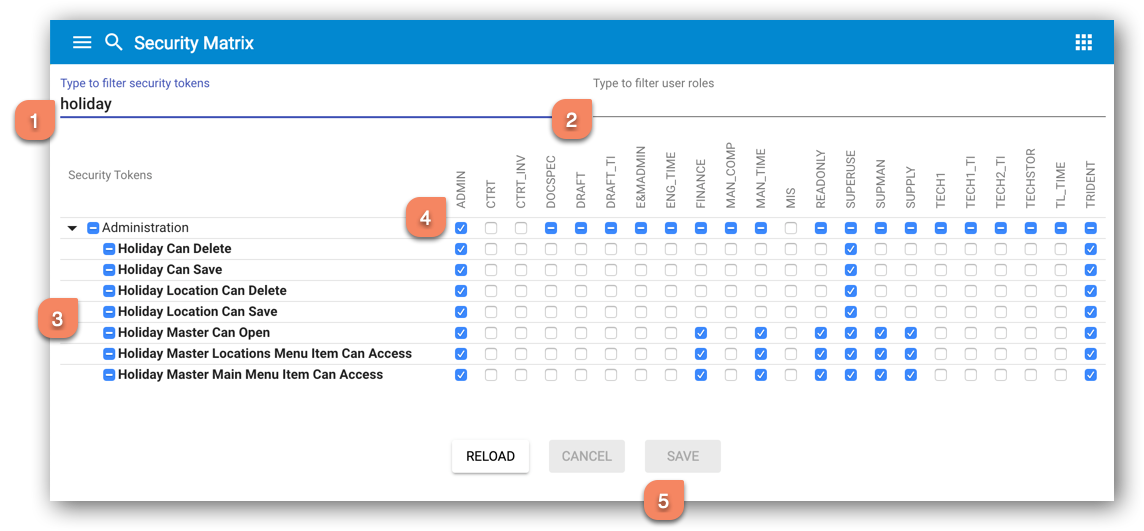 Security Matrix
Type to filter security tokens
Type to filter user roles
holiday
1
2
Security Tokens
ADMIN
CTRT
CTRT_INV
DOCSPEC
DRAFT
DRAFT_TI
E&MADMIN
ENG_TIME
FINANCE
MAN_COMP
MAN_TIME
MIS
READONLY
SUPERUSE
SUPMAN
SUPPLY
TECH1
TECH1_TI
TECH2_TI
TECHSTOR
TL_TIME
TRIDENT
4
Administration
Holiday Can Delete
Holiday Can Save
Holiday Location Can Delete
Holiday Location Can Save
3
Holiday Master Can Open
Holiday Master Locations Menu Item Can Access
Holiday Master Main Menu Item Can Access
RELOAD
CANCEL
SAVE
5